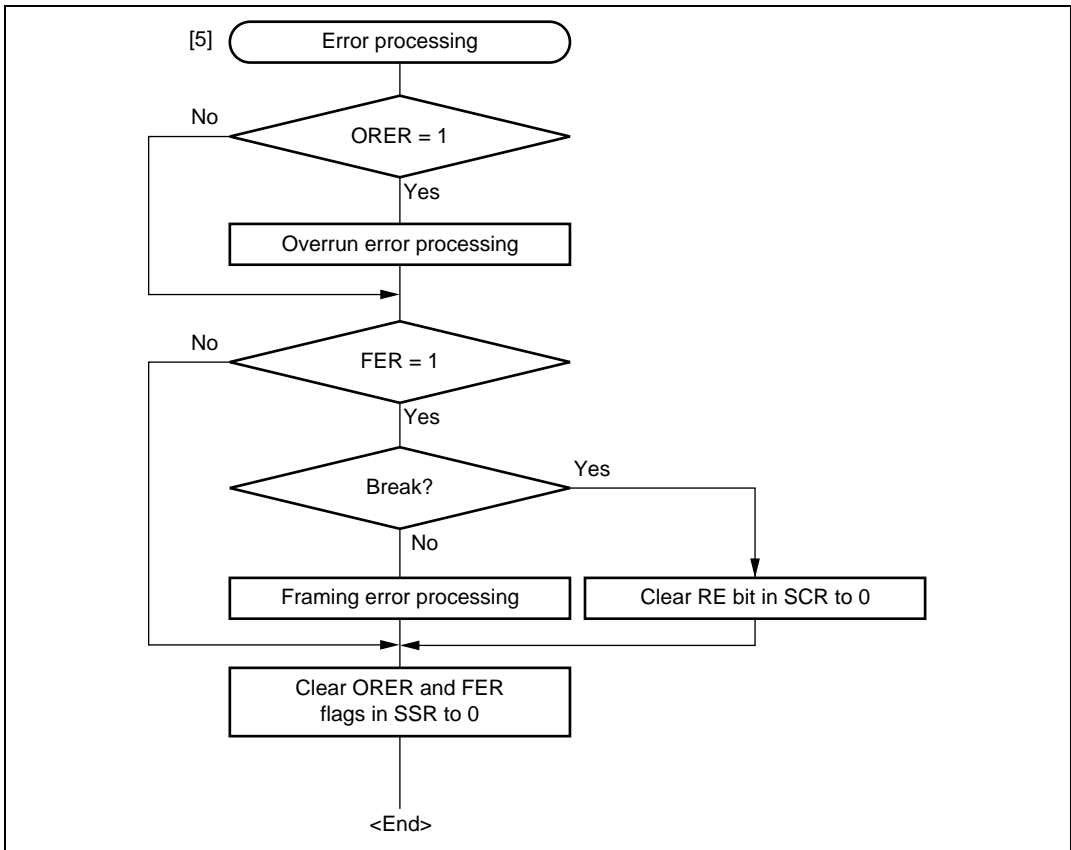 [5] Error processing
No
ORER = 1
Yes
Overrun error processing
No
FER = 1
Yes
Break?
Yes
No
Framing error processing
Clear RE bit in SCR to 0
Clear ORER and FER
flags in SSR to 0
<End>